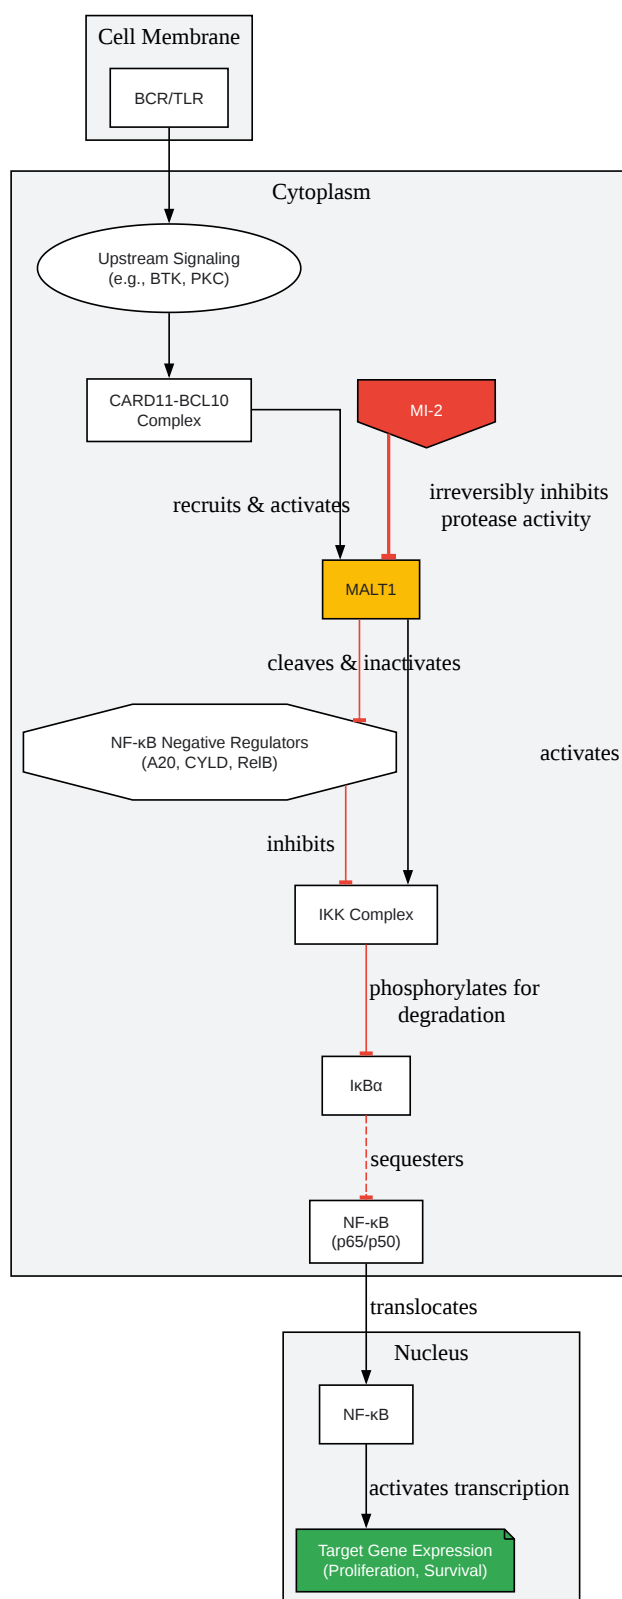 Cell Membrane
BCR/TLR
Cytoplasm
Upstream Signaling
(e.g., BTK, PKC)
CARD11-BCL10
Complex
MI-2
recruits & activates
irreversibly inhibits
protease activity
MALT1
cleaves & inactivates
NF-κB Negative Regulators
(A20, CYLD, RelB)
activates
inhibits
IKK Complex
phosphorylates for
degradation
IκBα
sequesters
NF-κB
(p65/p50)
translocates
Nucleus
NF-κB
activates transcription
Target Gene Expression
(Proliferation, Survival)